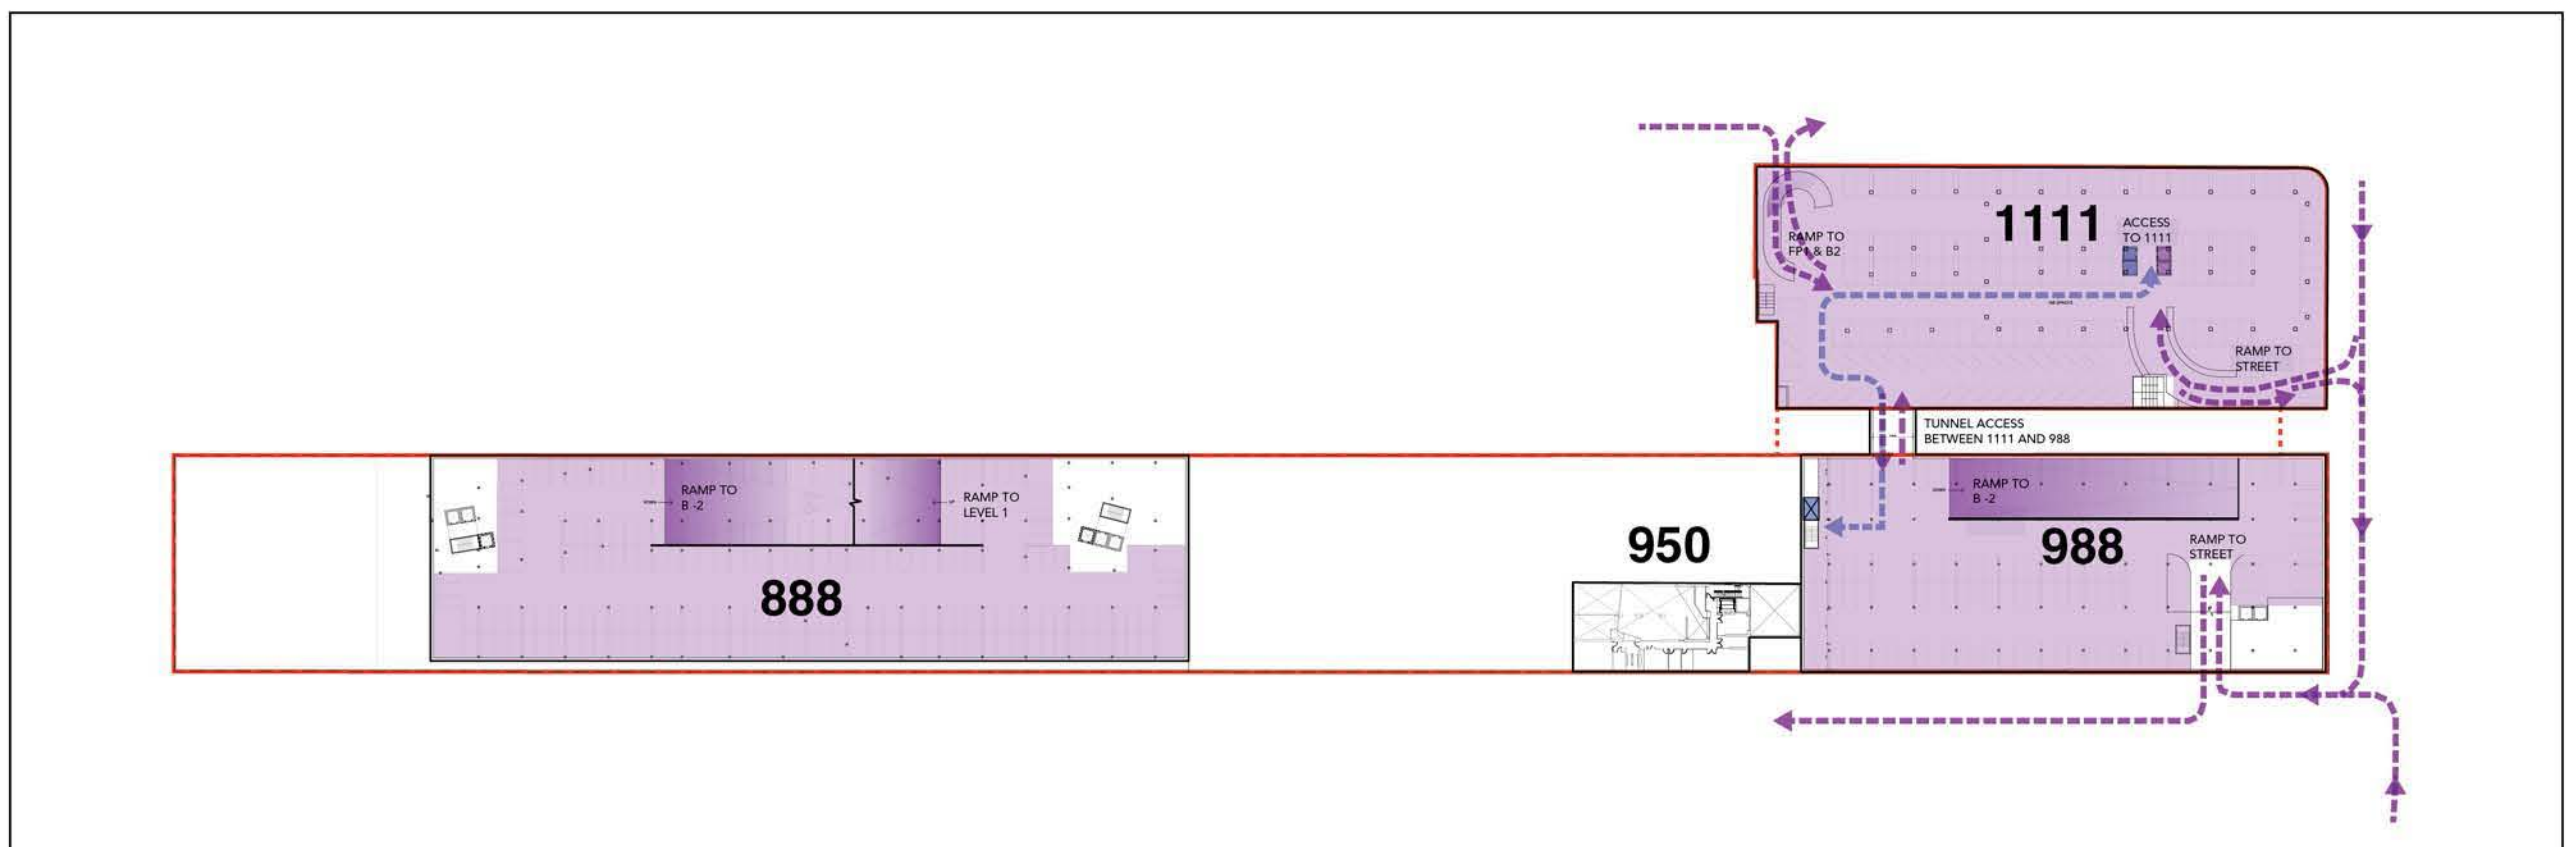 1111
ACCESS
TO 1111
RAMP TO
FP1 & B2
RAMP TO
STREET
TUNNEL ACCESS
BETWEEN 1111 AND 988
888
RAMP TO
B -2
RAMP TO
LEVEL 1
950
988
RAMP TO
B -2
RAMP TO
STREET